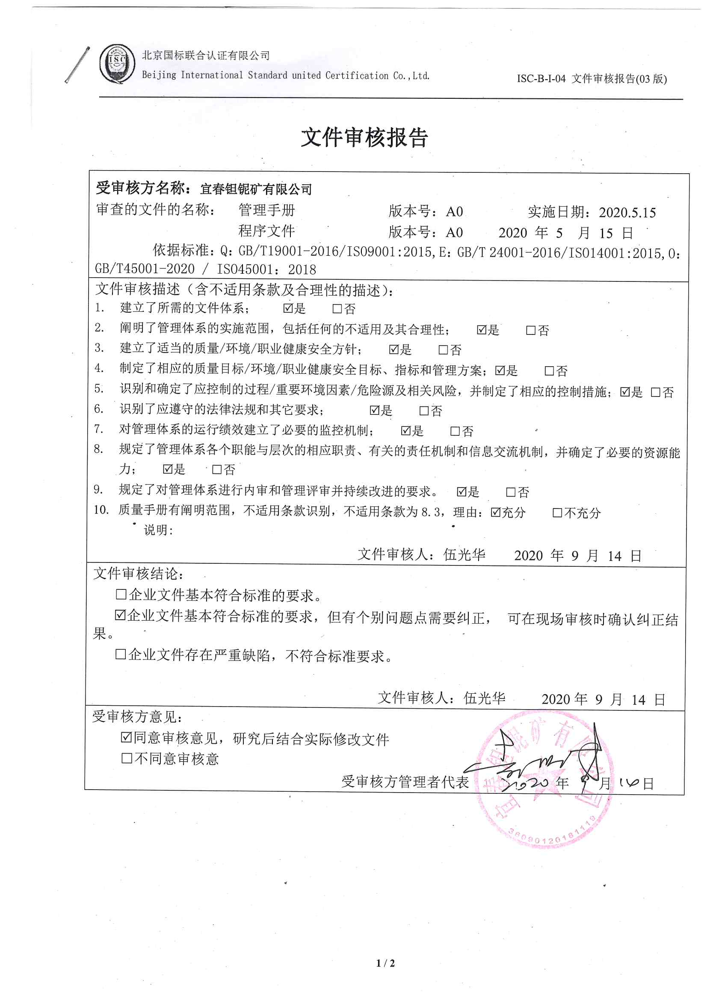 ISC
北京国标联合认证有限公司
Beijing International Standard united Certification Co.,Ltd.
ISC-B-I-04 文件审核报告(03版)
文件审核报告
受审核方名称：宜春钽铌矿有限公司
审查的文件的名称： 管理手册 版本号：A0 实施日期：2020.5.15
程序文件 版本号：A0 2020 年 5 月 15 日
依据标准：Q：GB/T19001-2016/ISO9001:2015,E：GB/T 24001-2016/ISO14001:2015,O：
GB/T45001-2020 / ISO45001：2018
文件审核描述（含不适用条款及合理性的描述）：
1. 建立了所需的文件体系； ☑是 □否
2. 阐明了管理体系的实施范围，包括任何的不适用及其合理性； ☑是 □否
3. 建立了适当的质量/环境/职业健康安全方针； ☑是 □否
4. 制定了相应的质量目标/环境/职业健康安全目标、指标和管理方案；☑是 □否
5. 识别和确定了应控制的过程/重要环境因素/危险源及相关风险，并制定了相应的控制措施；☑是 □否
6. 识别了应遵守的法律法规和其它要求； ☑是 □否
7. 对管理体系的运行绩效建立了必要的监控机制； ☑是 □否
8. 规定了管理体系各个职能与层次的相应职责、有关的责任机制和信息交流机制，并确定了必要的资源能
力； ☑是 □否
9. 规定了对管理体系进行内审和管理评审并持续改进的要求。 ☑是 □否
10. 质量手册有阐明范围，不适用条款识别，不适用条款为 8.3，理由：☑充分 □不充分
说明：
文件审核人：伍光华 2020 年 9 月 14 日
文件审核结论：
□企业文件基本符合标准的要求。
☑企业文件基本符合标准的要求，但有个别问题点需要纠正， 可在现场审核时确认纠正结
果。
□企业文件存在严重缺陷，不符合标准要求。
文件审核人：伍光华 2020 年 9 月 14 日
受审核方意见：
☑同意审核意见，研究后结合实际修改文件
□不同意审核意
受审核方管理者代表 2020 年 9 月 日
宜春钽铌矿有限公司
1 / 2